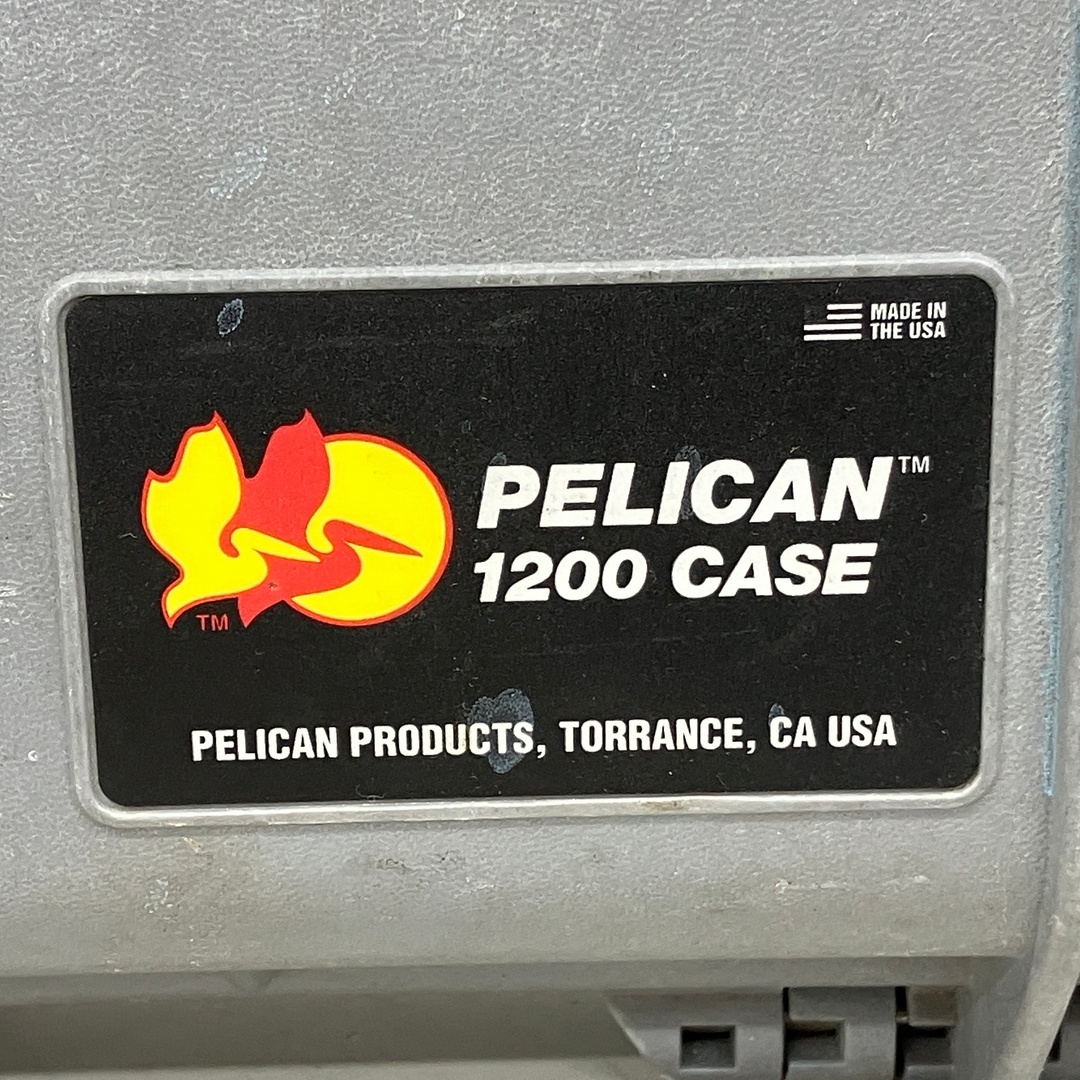 MADE IN
THE USA
PELICAN™
1200 CASE
TM
PELICAN PRODUCTS, TORRANCE, CA USA